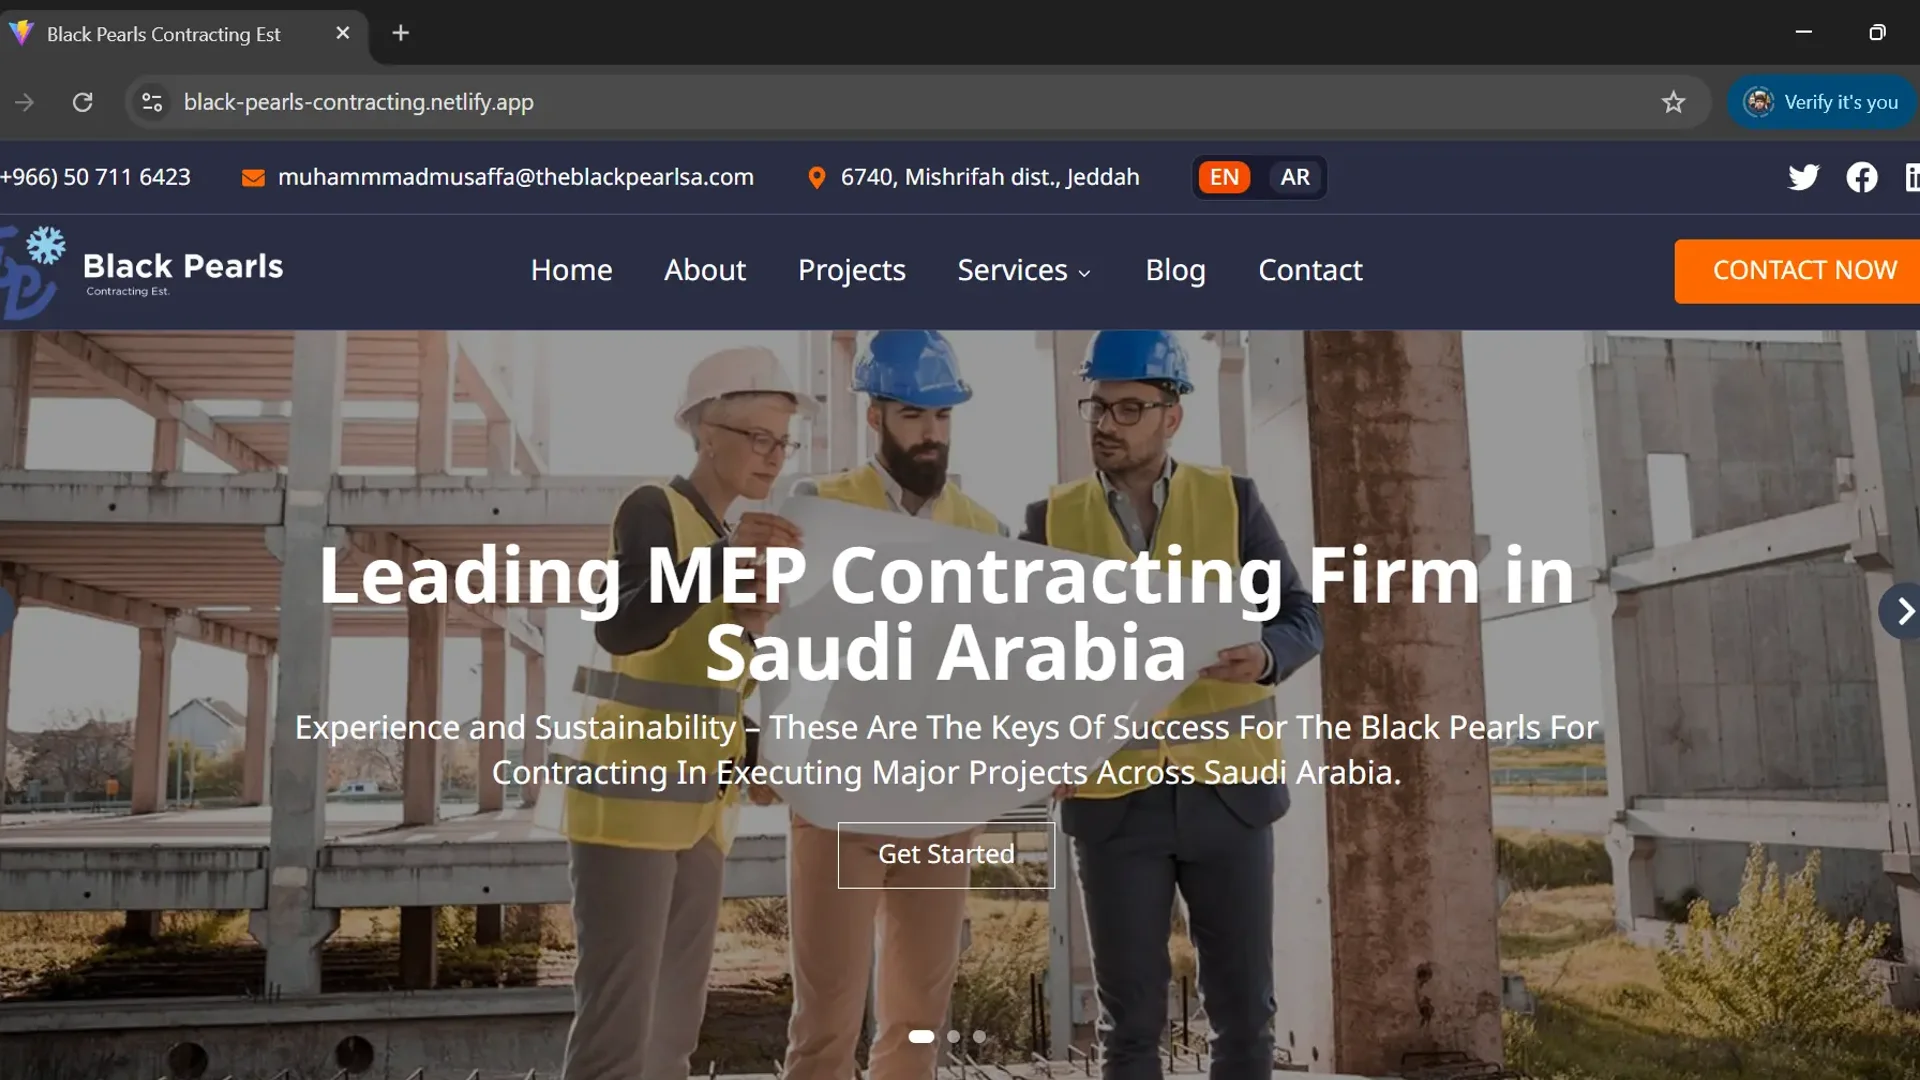 Black Pearls Contracting Est
black-pearls-contracting.netlify.app
Verify it's you
+966) 50 711 6423
muhammmadmusaffa@theblackpearlsa.com
6740, Mishrifah dist., Jeddah
EN AR
Black Pearls
Contracting Est.
Home About Projects Services Blog Contact
CONTACT NOW
Leading MEP Contracting Firm in
Saudi Arabia
Experience and Sustainability – These Are The Keys Of Success For The Black Pearls For
Contracting In Executing Major Projects Across Saudi Arabia.
Get Started